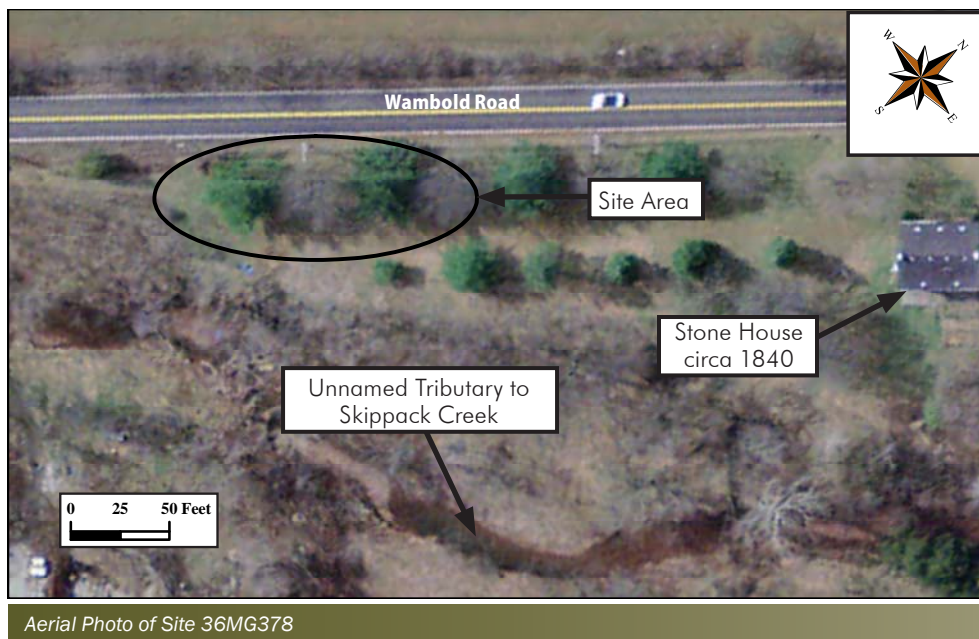 Wambold Road
W
N
S
E
Site Area
Stone House
circa 1840
Unnamed Tributary to
Skippack Creek
0 25 50 Feet
Aerial Photo of Site 36MG378